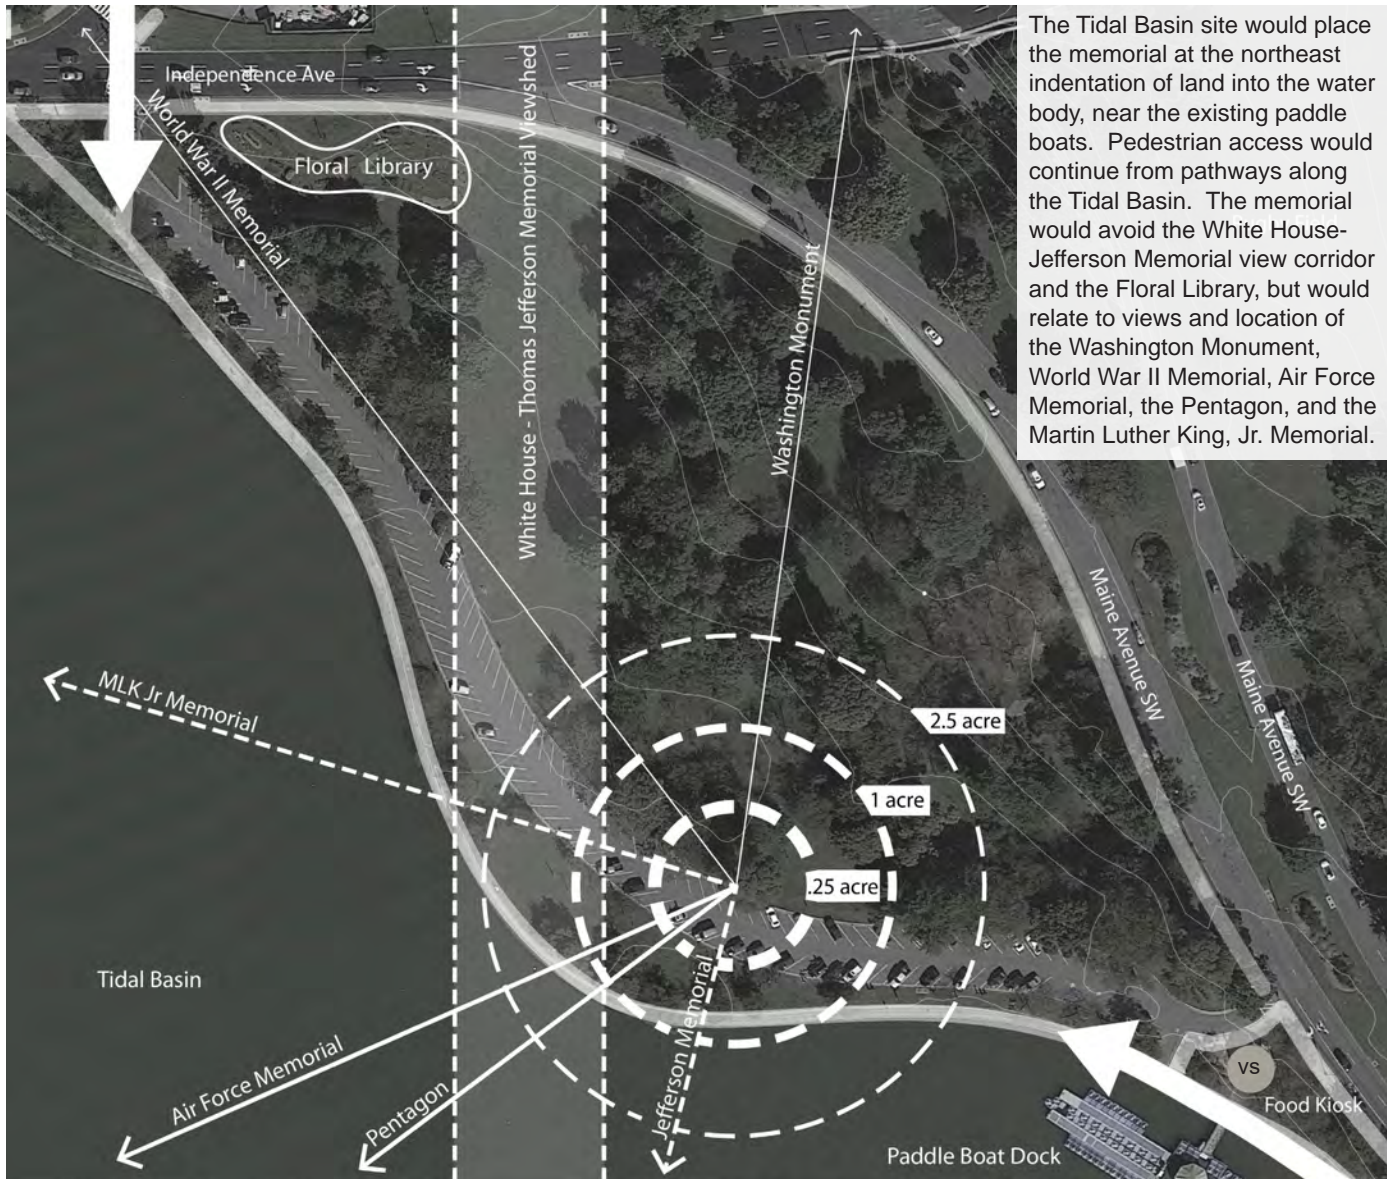 The Tidal Basin site would place
the memorial at the northeast
indentation of land into the water
body, near the existing paddle
boats. Pedestrian access would
continue from pathways along
the Tidal Basin. The memorial
would avoid the White House-
Jefferson Memorial view corridor
and the Floral Library, but would
relate to views and location of
the Washington Monument,
World War II Memorial, Air Force
Memorial, the Pentagon, and the
Martin Luther King, Jr. Memorial.
Independence Ave
World War II Memorial
Floral Library
White House - Thomas Jefferson Memorial Viewshed
Washington Monument
Maine Avenue SW
Maine Avenue SW
MLK Jr Memorial
2.5 acre
1 acre
.25 acre
Tidal Basin
Air Force Memorial
Pentagon
Jefferson Memorial
vs
Food Kiosk
Paddle Boat Dock